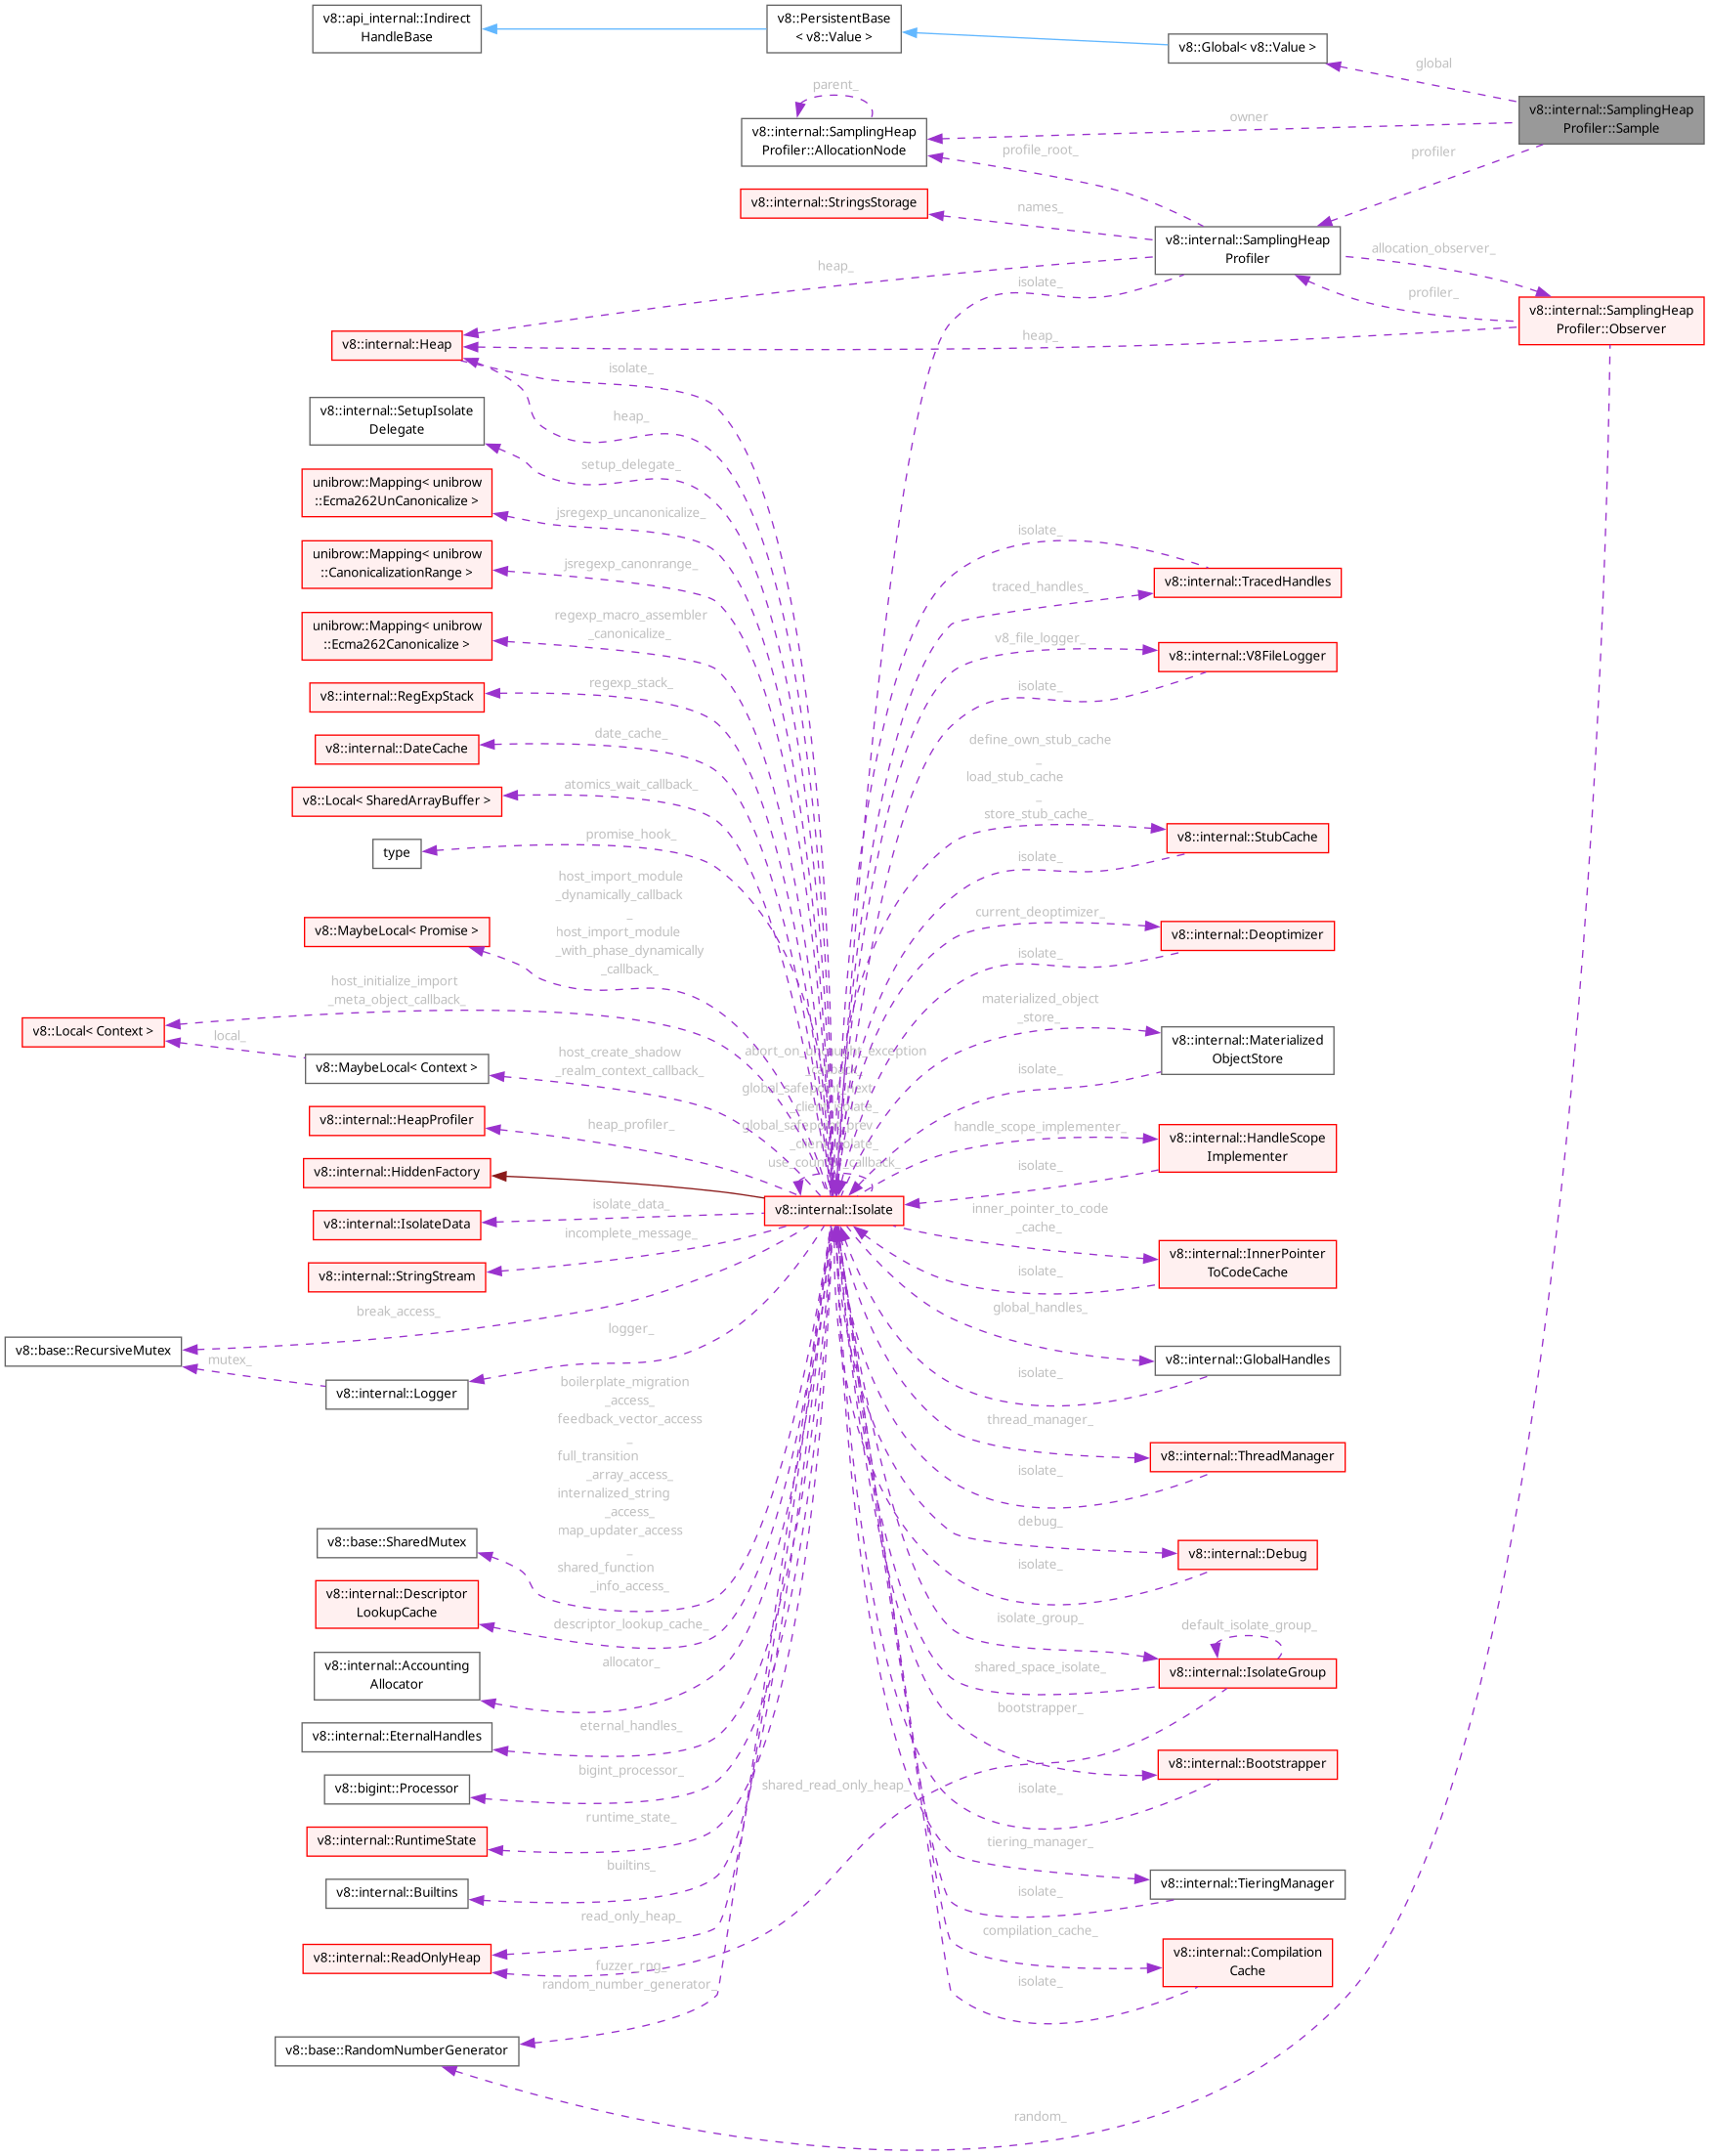 v8::api_internal::Indirect
HandleBase
v8::PersistentBase
< v8::Value >
v8::Global< v8::Value >
global
v8::internal::SamplingHeap
Profiler::Sample
parent_
owner
v8::internal::SamplingHeap
Profiler::AllocationNode
profile_root_
profiler
v8::internal::StringsStorage
names_
v8::internal::SamplingHeap
Profiler
allocation_observer_
heap_
isolate_
profiler_
v8::internal::SamplingHeap
Profiler::Observer
heap_
v8::internal::Heap
isolate_
heap_
v8::internal::SetupIsolate
Delegate
setup_delegate_
unibrow::Mapping< unibrow
::Ecma262UnCanonicalize >
jsregexp_uncanonicalize_
unibrow::Mapping< unibrow
::CanonicalizationRange >
jsregexp_canonrange_
isolate_
v8::internal::TracedHandles
traced_handles_
unibrow::Mapping< unibrow
::Ecma262Canonicalize >
regexp_macro_assembler
_canonicalize_
v8_file_logger_
v8::internal::V8FileLogger
isolate_
v8::internal::RegExpStack
regexp_stack_
v8::internal::DateCache
date_cache_
v8::Local< SharedArrayBuffer >
atomics_wait_callback_
define_own_stub_cache
_
load_stub_cache
_
store_stub_cache_
v8::internal::StubCache
isolate_
type
promise_hook_
host_import_module
_dynamically_callback
_
host_import_module
_with_phase_dynamically
_callback_
v8::MaybeLocal< Promise >
current_deoptimizer_
v8::internal::Deoptimizer
isolate_
host_initialize_import
_meta_object_callback_
v8::Local< Context >
local_
v8::MaybeLocal< Context >
host_create_shadow
_realm_context_callback_
materialized_object
_store_
v8::internal::Materialized
ObjectStore
isolate_
global_safepoint_prev
_client_isolate_
v8::internal::HeapProfiler
heap_profiler_
handle_scope_implementer_
v8::internal::HandleScope
Implementer
isolate_
v8::internal::HiddenFactory
v8::internal::Isolate
v8::internal::IsolateData
isolate_data_
inner_pointer_to_code
_cache_
v8::internal::InnerPointer
ToCodeCache
isolate_
v8::internal::StringStream
incomplete_message_
break_access_
v8::base::RecursiveMutex
mutex_
v8::internal::Logger
logger_
global_handles_
v8::internal::GlobalHandles
isolate_
boilerplate_migration
_access_
feedback_vector_access
_
full_transition
_array_access_
internalized_string
_access_
map_updater_access
_
shared_function
_info_access_
v8::base::SharedMutex
thread_manager_
v8::internal::ThreadManager
isolate_
debug_
v8::internal::Debug
isolate_
v8::internal::Descriptor
LookupCache
descriptor_lookup_cache_
isolate_group_
default_isolate_group_
v8::internal::IsolateGroup
shared_space_isolate_
v8::internal::Accounting
Allocator
allocator_
v8::internal::EternalHandles
eternal_handles_
bootstrapper_
v8::internal::Bootstrapper
isolate_
v8::bigint::Processor
bigint_processor_
shared_read_only_heap_
v8::internal::RuntimeState
runtime_state_
v8::internal::Builtins
builtins_
tiering_manager_
v8::internal::TieringManager
isolate_
v8::internal::ReadOnlyHeap
read_only_heap_
compilation_cache_
v8::internal::Compilation
Cache
isolate_
fuzzer_rng_
random_number_generator_
v8::base::RandomNumberGenerator
random_